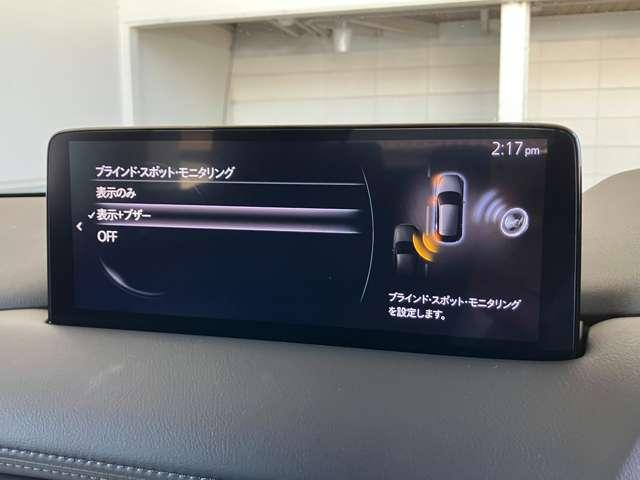 2:17pm
ブラインド・スポット・モニタリング
表示のみ
✓表示+ブザー
OFF
ブラインド・スポット・モニタリング
を設定します。